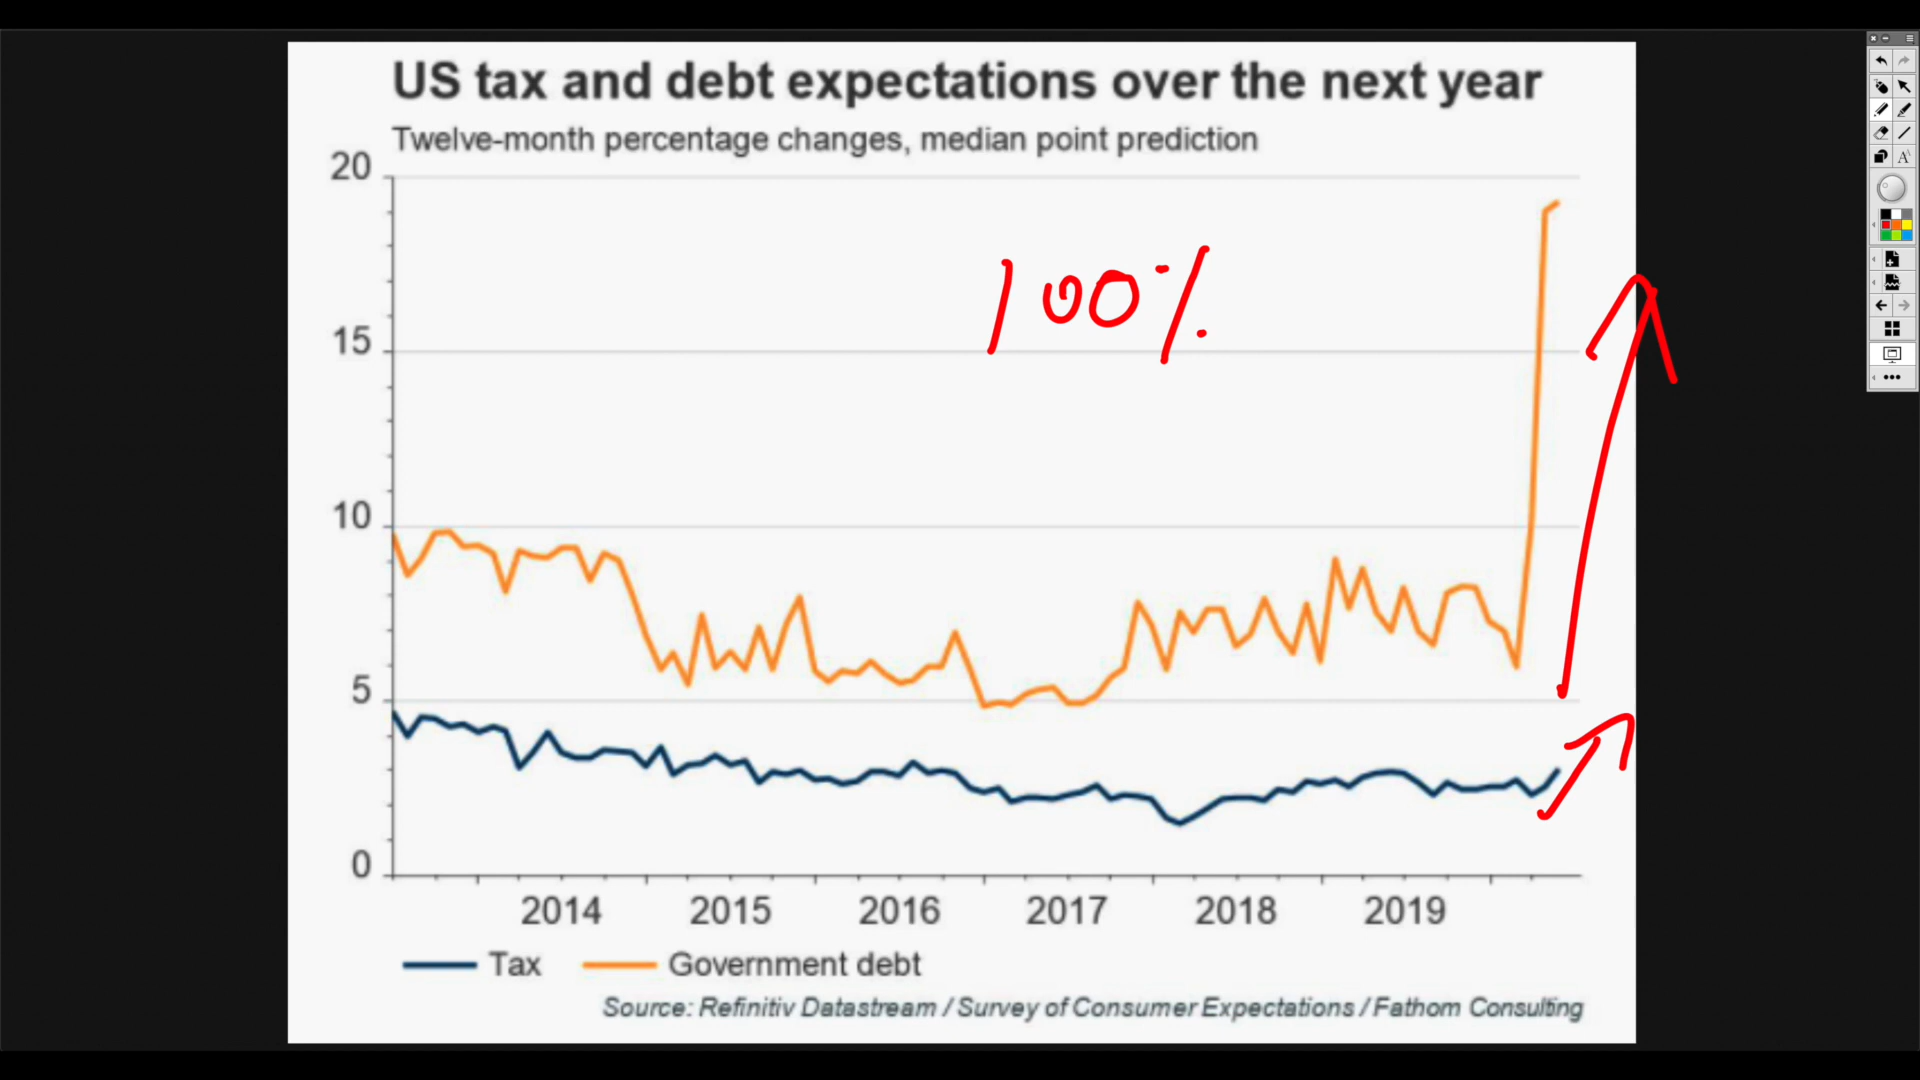 US tax and debt expectations over the next year
Twelve-month percentage changes, median point prediction
20
100%
15
10
5
0
2014 2015 2016 2017 2018 2019
Tax Government debt
Source: Refinitiv Datastream / Survey of Consumer Expectations / Fathom Consulting